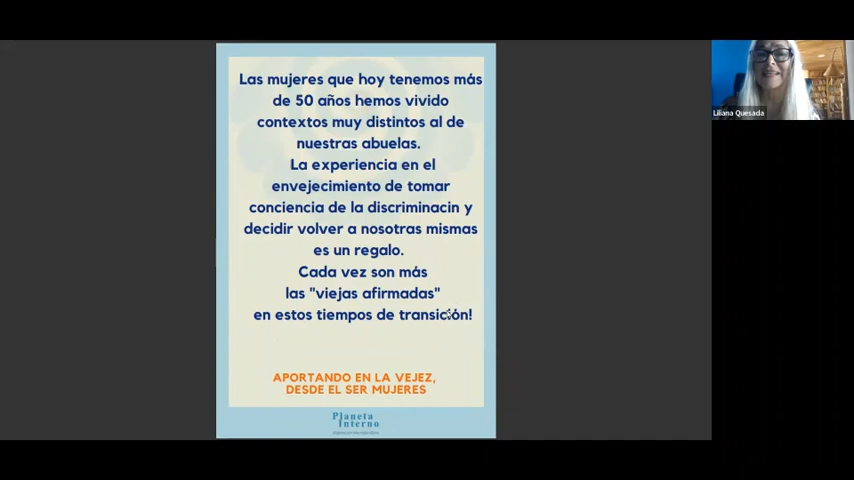 Las mujeres que hoy tenemos más
de 50 años hemos vivido
contextos muy distintos al de
nuestras abuelas.
La experiencia en el
envejecimiento de tomar
conciencia de la discriminacin y
decidir volver a nosotras mismas
es un regalo.
Cada vez son más
las "viejas afirmadas"
en estos tiempos de transición!
APORTANDO EN LA VEJEZ,
DESDE EL SER MUJERES
Planeta
Interno
Liliana Quesada